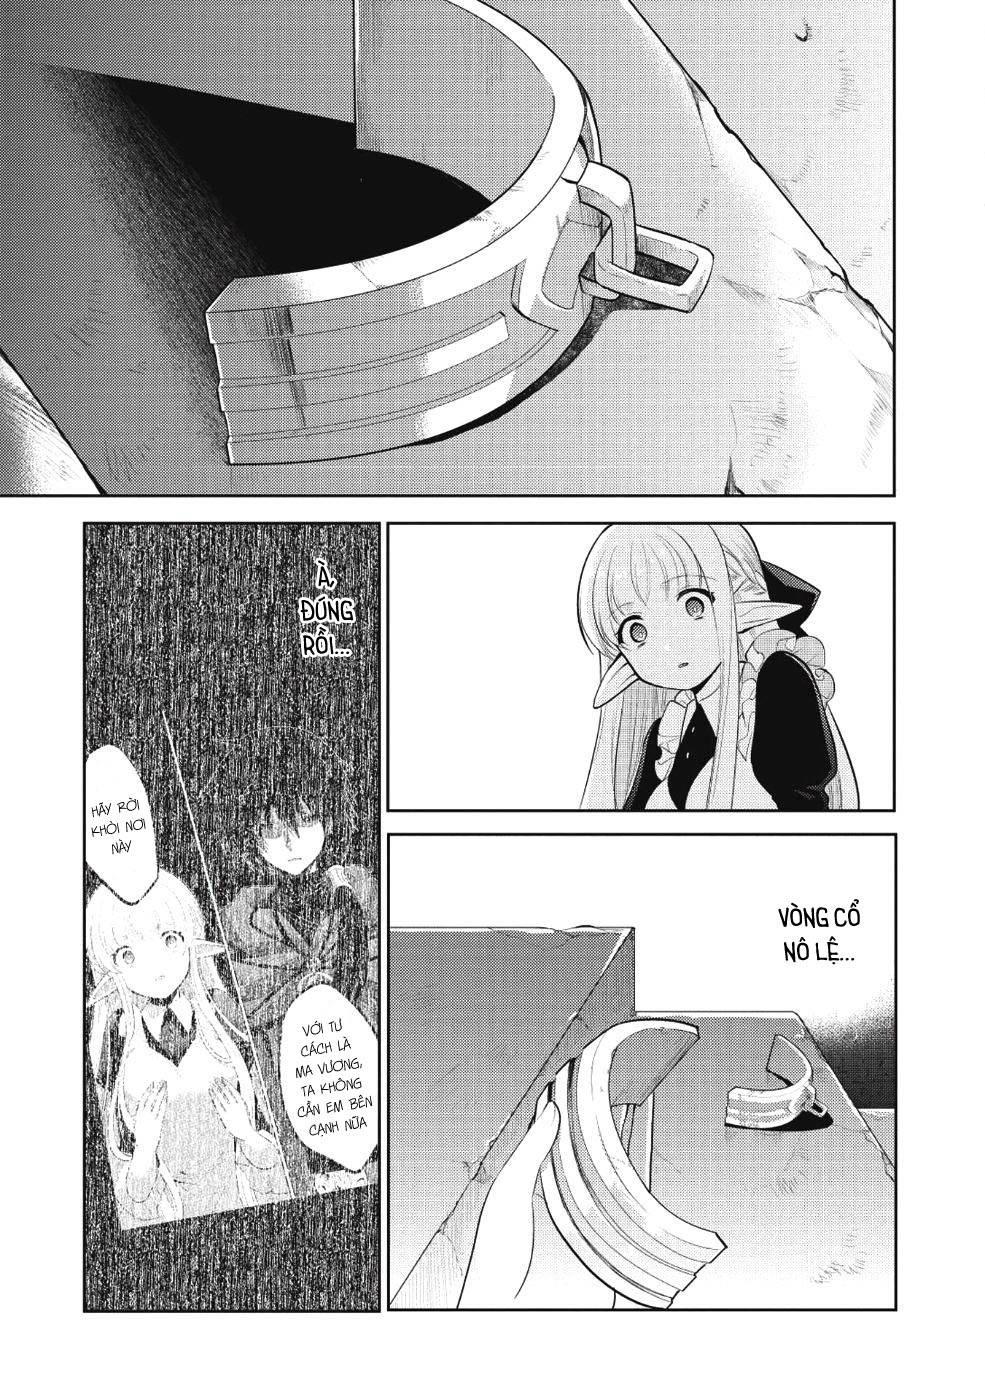 VÒNG CỔ
NÔ LỆ...
À,
ĐÚNG
RỒI...
VỚI TƯ
CÁCH LÀ
MA VƯƠNG,
TA KHÔNG
CẦN EM BÊN
CẠNH NỮA
HÃY RỜI
KHỎI NƠI
NÀY